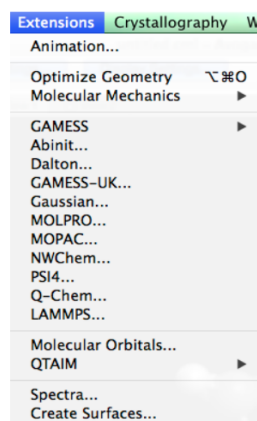 Extensions Crystallography
Animation...
Optimize Geometry ⌥⌘O
Molecular Mechanics ▶
GAMESS ▶
Abinit...
Dalton...
GAMESS-UK...
Gaussian...
MOLPRO...
MOPAC...
NWChem...
PSI4...
Q-Chem...
LAMMPS...
Molecular Orbitals...
QTAIM ▶
Spectra...
Create Surfaces...